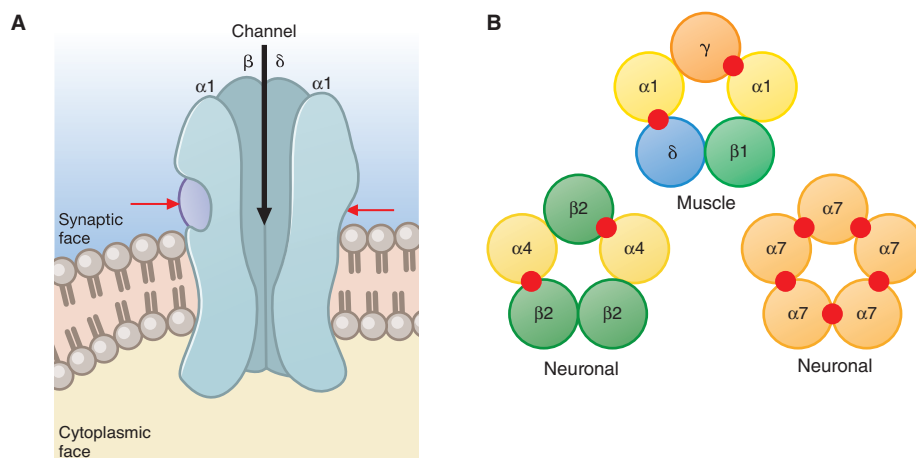 A
Channel
β δ
α1
α1
Synaptic
face
Cytoplasmic
face
B
γ
α1
α1
δ
β1
Muscle
β2
α4
α4
β2
β2
Neuronal
α7
α7
α7
α7
α7
Neuronal